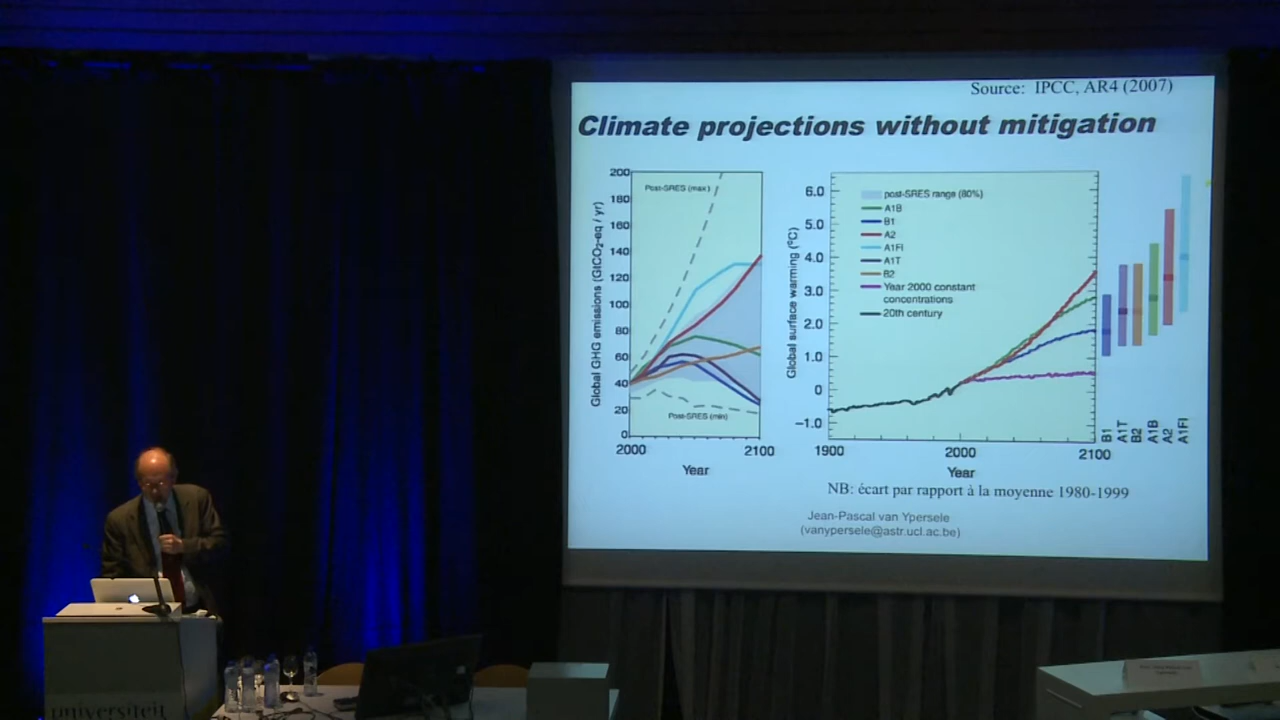 Source: IPCC, AR4 (2007)
Climate projections without mitigation
Global GHG emissions (GtCO2-eq / yr)
200
180
160
140
120
100
80
60
40
20
0
Post-SRES (max)
Post-SRES (min)
2000
2100
Year
Global surface warming (°C)
6.0
5.0
4.0
3.0
2.0
1.0
0
–1.0
post-SRES range (80%)
A1B
B1
A2
A1FI
A1T
B2
Year 2000 constant
concentrations
20th century
1900
2000
2100
Year
B1
A1T
B2
A1B
A2
A1FI
NB: écart par rapport à la moyenne 1980-1999
Jean-Pascal van Ypersele
(vanypersele@astr.ucl.ac.be)
universiteit